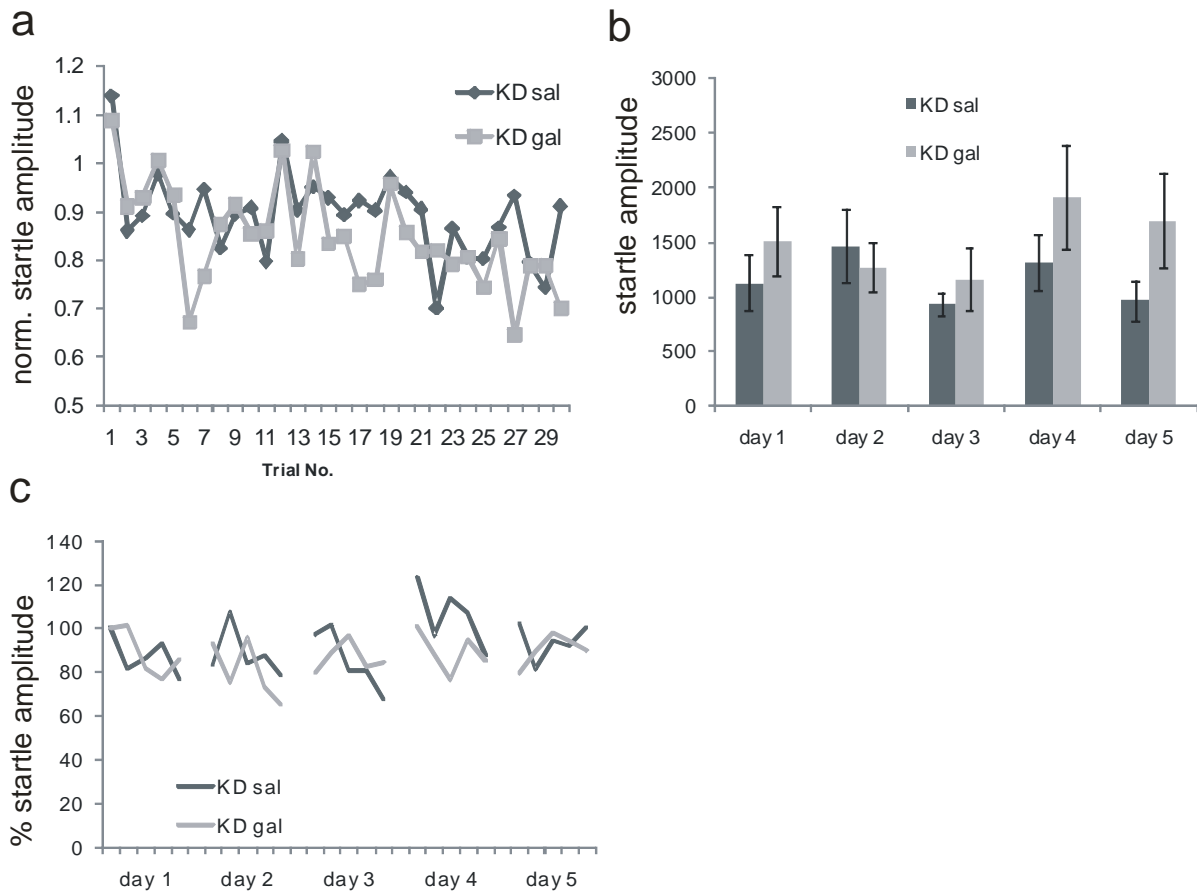 a
norm. startle amplitude
1.2
1.1
1
0.9
0.8
0.7
0.6
0.5
KD sal
KD gal
1 3 5 7 9 11 13 15 17 19 21 23 25 27 29
Trial No.
b
startle amplitude
3000
2500
2000
1500
1000
500
0
KD sal
KD gal
day 1 day 2 day 3 day 4 day 5
c
% startle amplitude
140
120
100
80
60
40
20
0
KD sal
KD gal
day 1 day 2 day 3 day 4 day 5